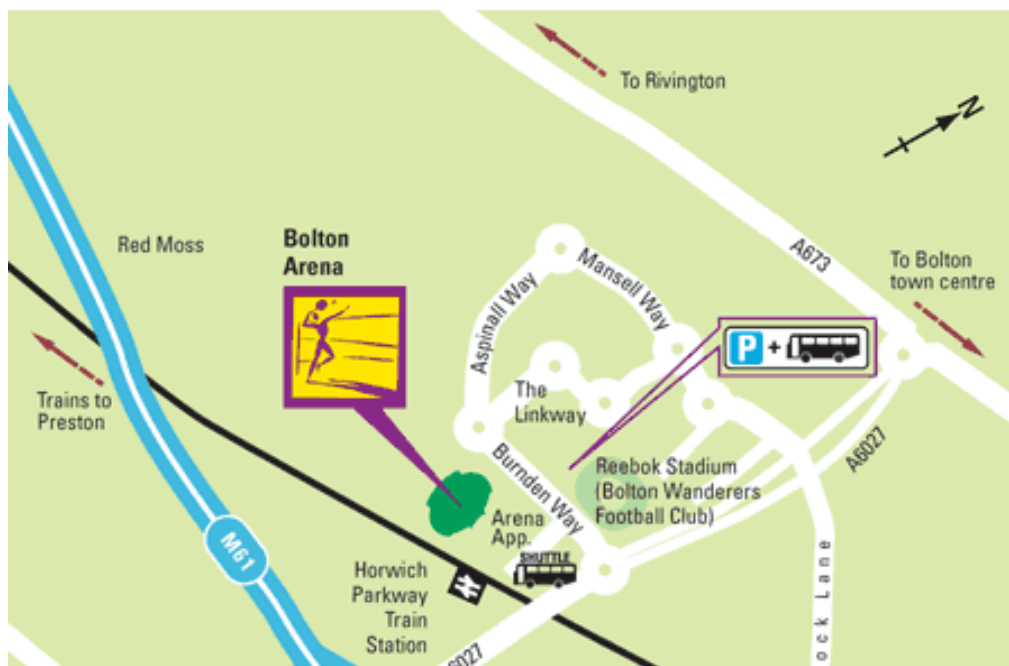 To Rivington
N
A673
To Bolton
town centre
Red Moss
Bolton
Arena
Aspinall Way
Mansell Way
P +
Trains to
Preston
The
Linkway
Burnden Way
Reebok Stadium
(Bolton Wanderers
Football Club)
A6027
Arena
App.
SHUTTLE
M61
Horwich
Parkway
Train
Station
Lane